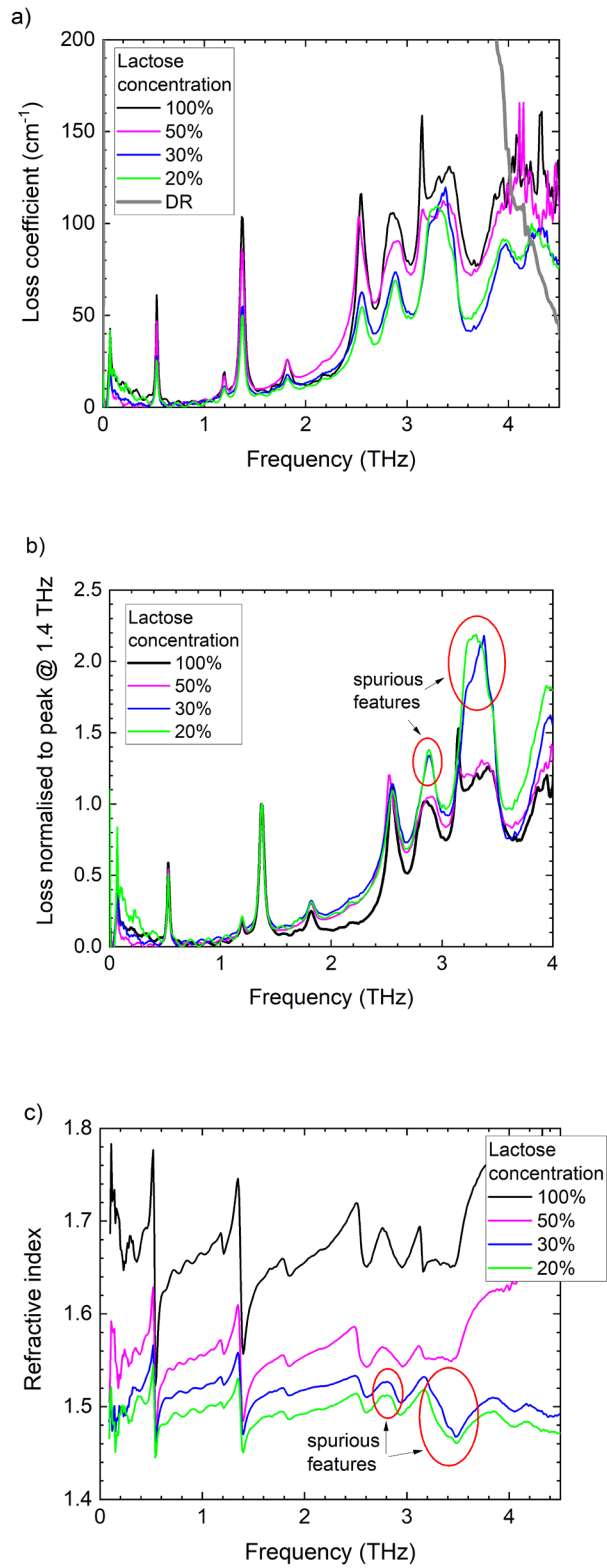 a)
200
150
100
50
0
Loss coefficient (cm⁻¹)
Lactose
concentration
100%
50%
30%
20%
DR
0 1 2 3 4
Frequency (THz)
b)
2.5
2.0
1.5
1.0
0.5
0.0
Loss normalised to peak @ 1.4 THz
Lactose
concentration
100%
50%
30%
20%
spurious
features
0 1 2 3 4
Frequency (THz)
c)
1.8
1.7
1.6
1.5
1.4
Refractive index
Lactose
concentration
100%
50%
30%
20%
spurious
features
0 1 2 3 4
Frequency (THz)